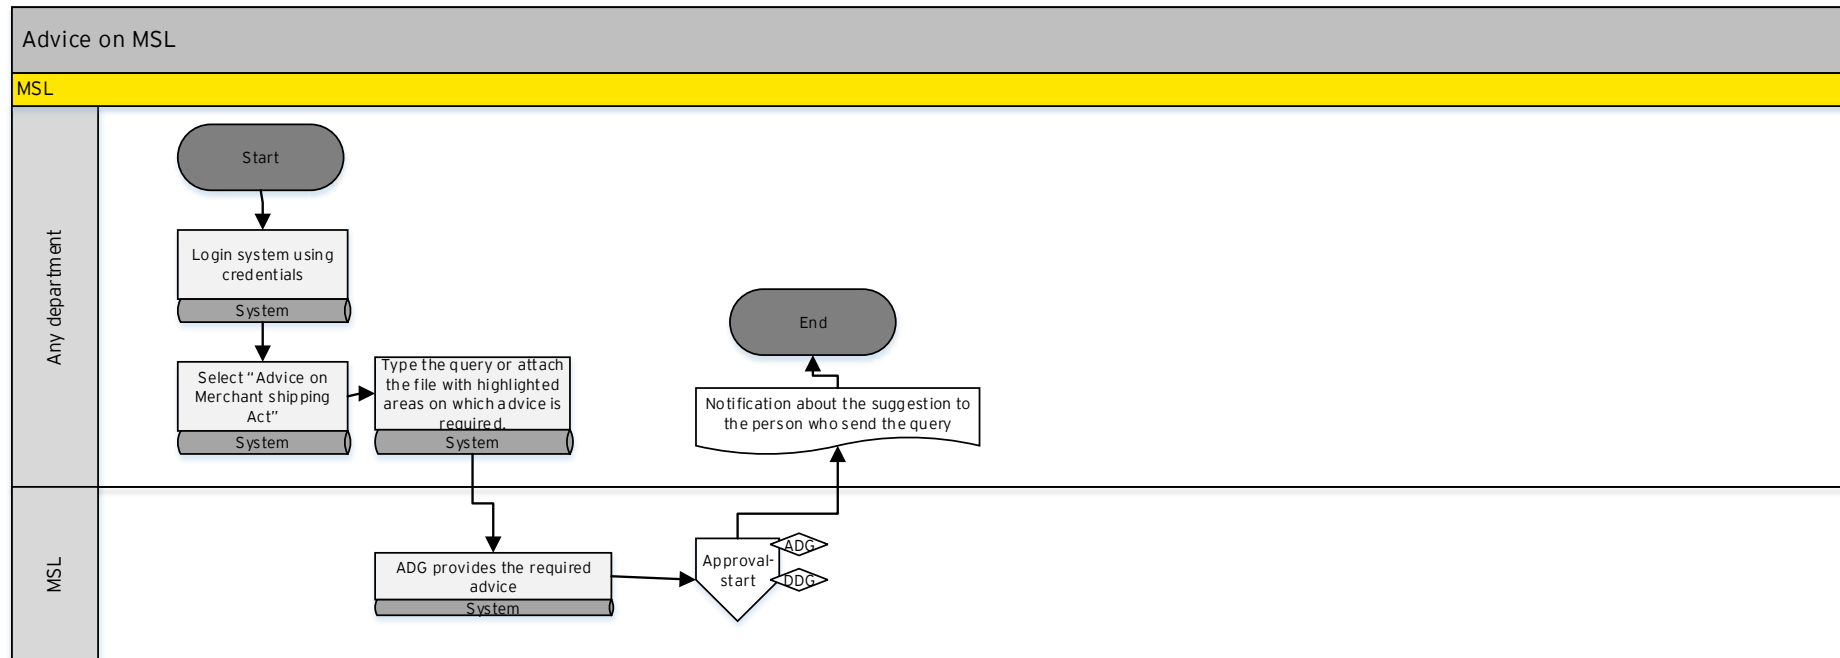 Advice on MSL
MSL
Any department
Start
Login system using
credentials
System
Select “Advice on
Merchant shipping
Act”
System
Type the query or attach
the file with highlighted
areas on which advice is
required.
System
End
Notification about the suggestion to
the person who send the query
MSL
ADG provides the required
advice
System
Approval-
start
ADG
DDG